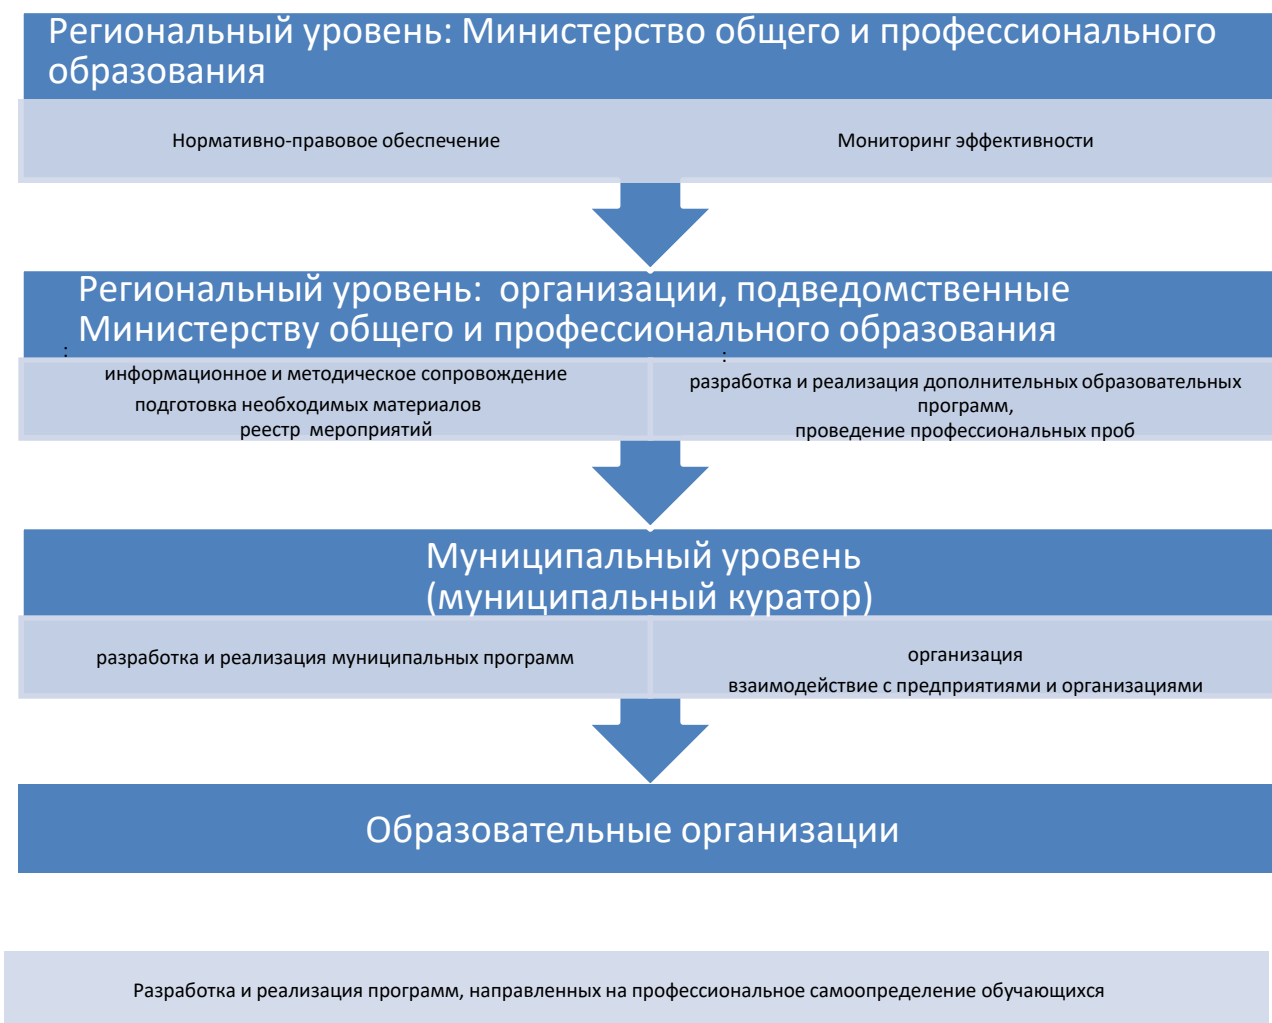 Региональный уровень: Министерство общего и профессионального
образования
Нормативно-правовое обеспечение
Мониторинг эффективности
Региональный уровень: организации, подведомственные
Министерству общего и профессионального образования
:
информационное и методическое сопровождение
подготовка необходимых материалов
реестр мероприятий
:
разработка и реализация дополнительных образовательных
программ,
проведение профессиональных проб
Муниципальный уровень
(муниципальный куратор)
разработка и реализация муниципальных программ
организация
взаимодействие с предприятиями и организациями
Образовательные организации
Разработка и реализация программ, направленных на профессиональное самоопределение обучающихся